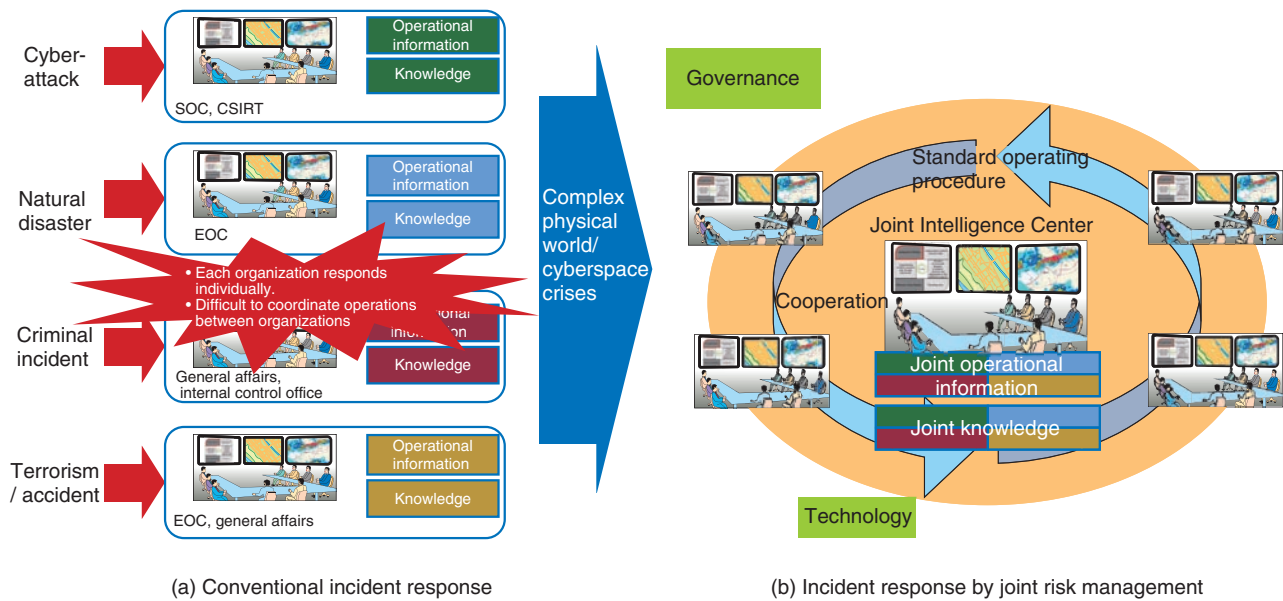 Cyber-
attack
Operational
information
Knowledge
SOC, CSIRT
Natural
disaster
Operational
information
Knowledge
EOC
• Each organization responds
individually.
• Difficult to coordinate operations
between organizations
Criminal
incident
information
Knowledge
General affairs,
internal control office
Terrorism
/ accident
Operational
information
Knowledge
EOC, general affairs
Complex
physical
world/
cyberspace
crises
(a) Conventional incident response
Governance
Standard operating
procedure
Joint Intelligence Center
Cooperation
Joint operational
information
Joint knowledge
Technology
(b) Incident response by joint risk management